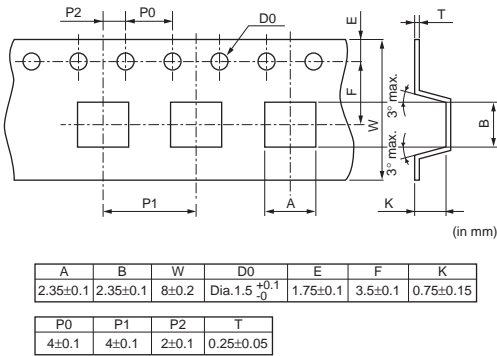 P2 P0 D0 E T
F
W
3° max.
3° max.
B
P1 A K
(in mm)
A B W D0 E F K
2.35±0.1 2.35±0.1 8±0.2 Dia.1.5 +0.1 -0 1.75±0.1 3.5±0.1 0.75±0.15
P0 P1 P2 T
4±0.1 4±0.1 2±0.1 0.25±0.05